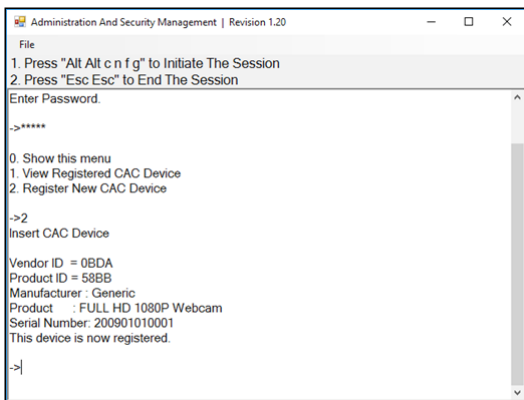 Administration And Security Management | Revision 1.20
File
1. Press "Alt Alt c n f g" to Initiate The Session
2. Press "Esc Esc" to End The Session
Enter Password.
->*****
0. Show this menu
1. View Registered CAC Device
2. Register New CAC Device
->2
Insert CAC Device
Vendor ID = 0BDA
Product ID = 58BB
Manufacturer : Generic
Product : FULL HD 1080P Webcam
Serial Number: 200901010001
This device is now registered.
->